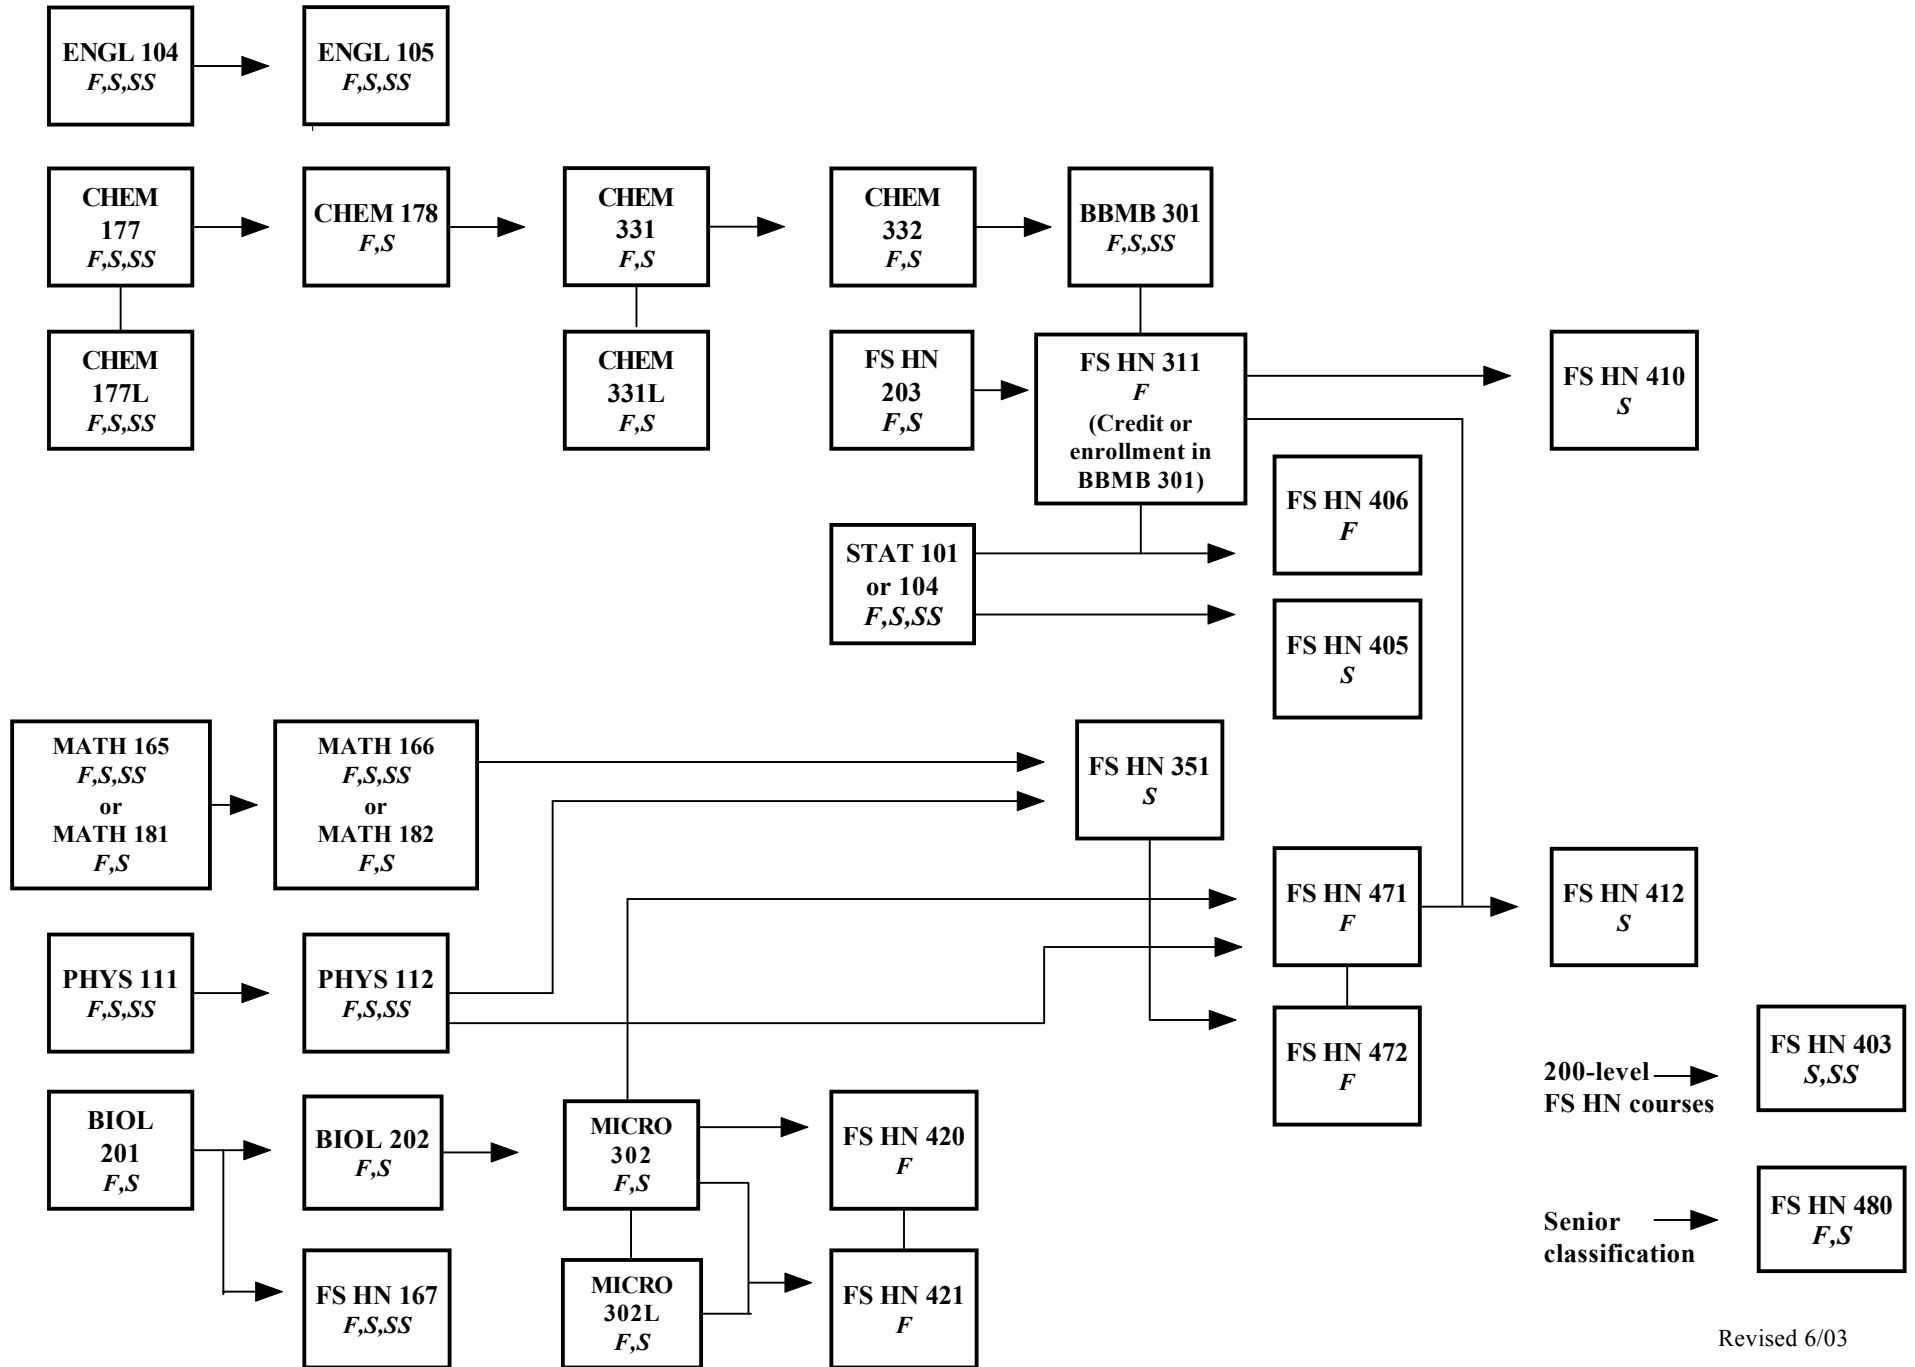 ENGL 104
F,S,SS
ENGL 105
F,S,SS
CHEM
177
F,S,SS
CHEM 178
F,S
CHEM
331
F,S
CHEM
332
F,S
BBMB 301
F,S,SS
CHEM
177L
F,S,SS
CHEM
331L
F,S
FS HN
203
F,S
FS HN 311
F
(Credit or
enrollment in
BBMB 301)
FS HN 410
S
FS HN 406
F
STAT 101
or 104
F,S,SS
FS HN 405
S
MATH 165
F,S,SS
or
MATH 181
F,S
MATH 166
F,S,SS
or
MATH 182
F,S
FS HN 351
S
FS HN 471
F
FS HN 412
S
PHYS 111
F,S,SS
PHYS 112
F,S,SS
FS HN 472
F
200-level
FS HN courses
FS HN 403
S,SS
BIOL
201
F,S
BIOL 202
F,S
MICRO
302
F,S
FS HN 420
F
Senior
classification
FS HN 480
F,S
FS HN 167
F,S,SS
MICRO
302L
F,S
FS HN 421
F
Revised 6/03